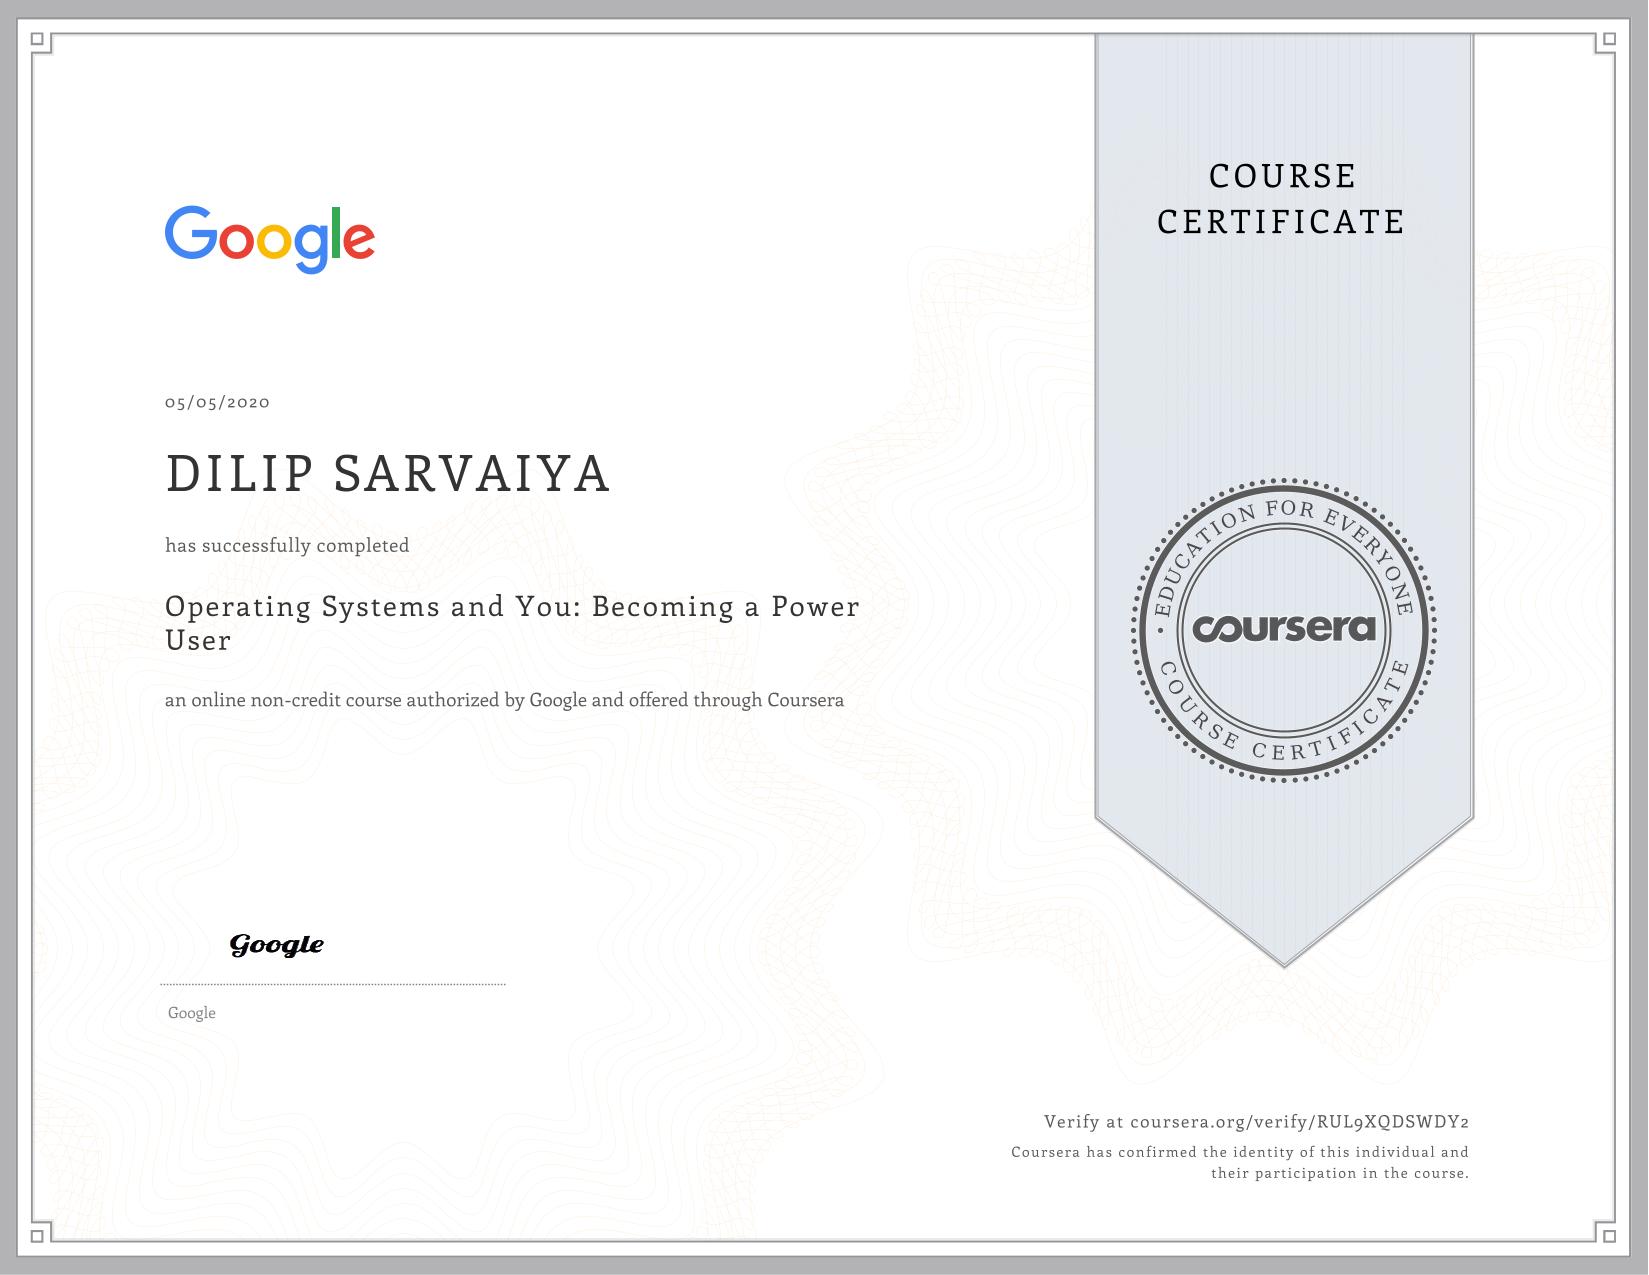 Google
05/05/2020
DILIP SARVAIYA
has successfully completed
Operating Systems and You: Becoming a Power
User
an online non-credit course authorized by Google and offered through Coursera
Google
Google
COURSE
CERTIFICATE
• EDUCATION FOR EVERYONE
coursera
COURSE CERTIFICATE
Verify at coursera.org/verify/RUL9XQDSWDY2
Coursera has confirmed the identity of this individual and
their participation in the course.